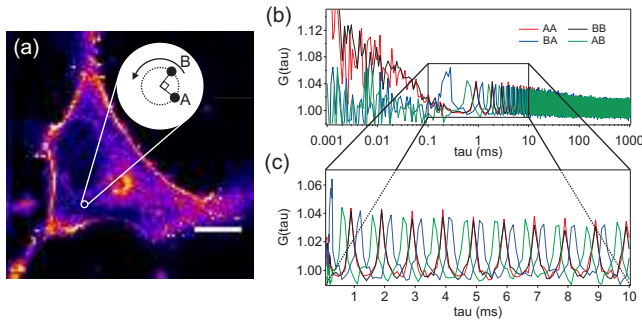 (a)
B
A
(b)
G(tau)
1.12
1.08
1.04
1.00
AA
BB
BA
AB
0.001
0.01
0.1
1
10
100
1000
tau (ms)
(c)
G(tau)
1.06
1.04
1.02
1.00
0
1
2
3
4
5
6
7
8
9
10
tau (ms)